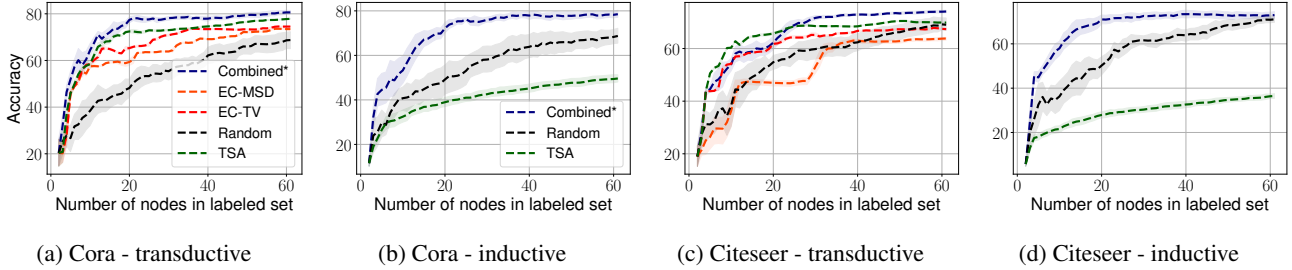 Accuracy
80
60
40
20
0 20 40 60
Number of nodes in labeled set
Combined*
EC-MSD
EC-TV
Random
TSA
(a) Cora - transductive
80
60
40
20
0 20 40 60
Number of nodes in labeled set
Combined*
Random
TSA
(b) Cora - inductive
60
40
20
0 20 40 60
Number of nodes in labeled set
(c) Citeseer - transductive
80
60
40
20
0 20 40 60
Number of nodes in labeled set
(d) Citeseer - inductive